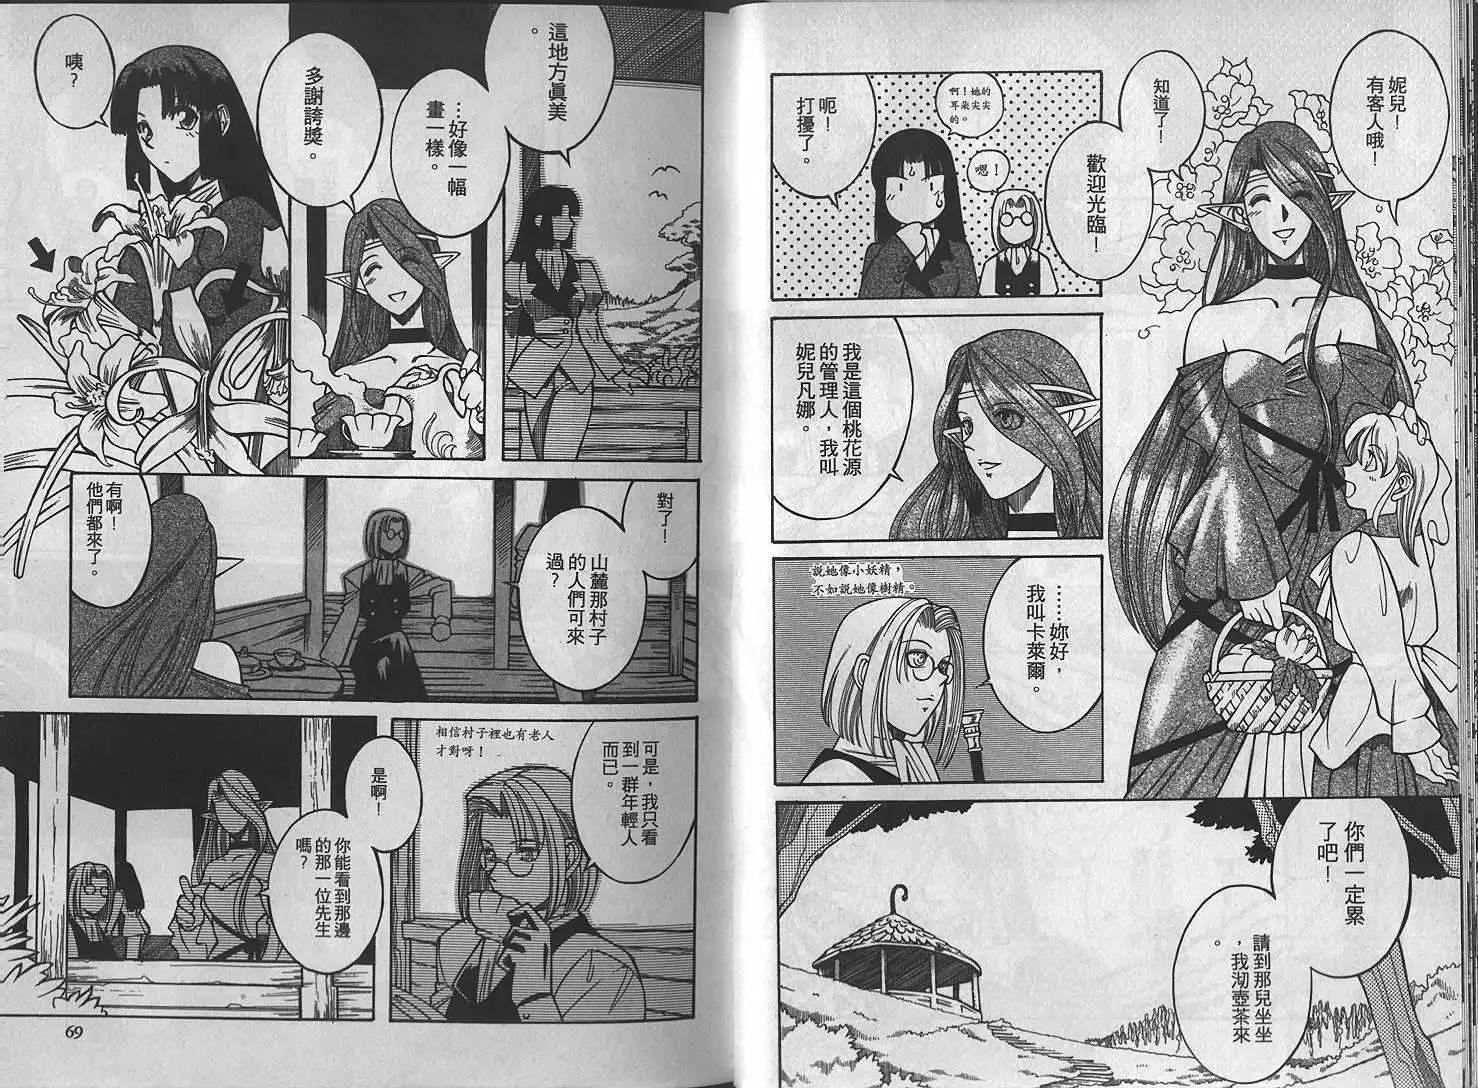 妮兒！
有客人哦！
知道
了！
歡迎光臨！
啊！她的
耳朵尖尖
的。
嗯！
呃！
打擾了。
我是這個桃花源
的管理人，我叫
妮兒凡娜。
……妳好，
我叫卡萊爾。
說她像小妖精，
不如說她像樹精。
你們一定累
了吧！
請到那兒坐坐
，我沏壺茶來
。
這地方真美
。
…好像一幅
畫一樣。
多謝誇獎。
咦？
對了！
山麓那村子
的人們可來
過？
有啊！
他們都來了。
可是，我只看
到一群年輕人
而已。
相信村子裡也有老人
才對呀！
是啊！
你能看到那邊
的那一位先生
嗎？
69